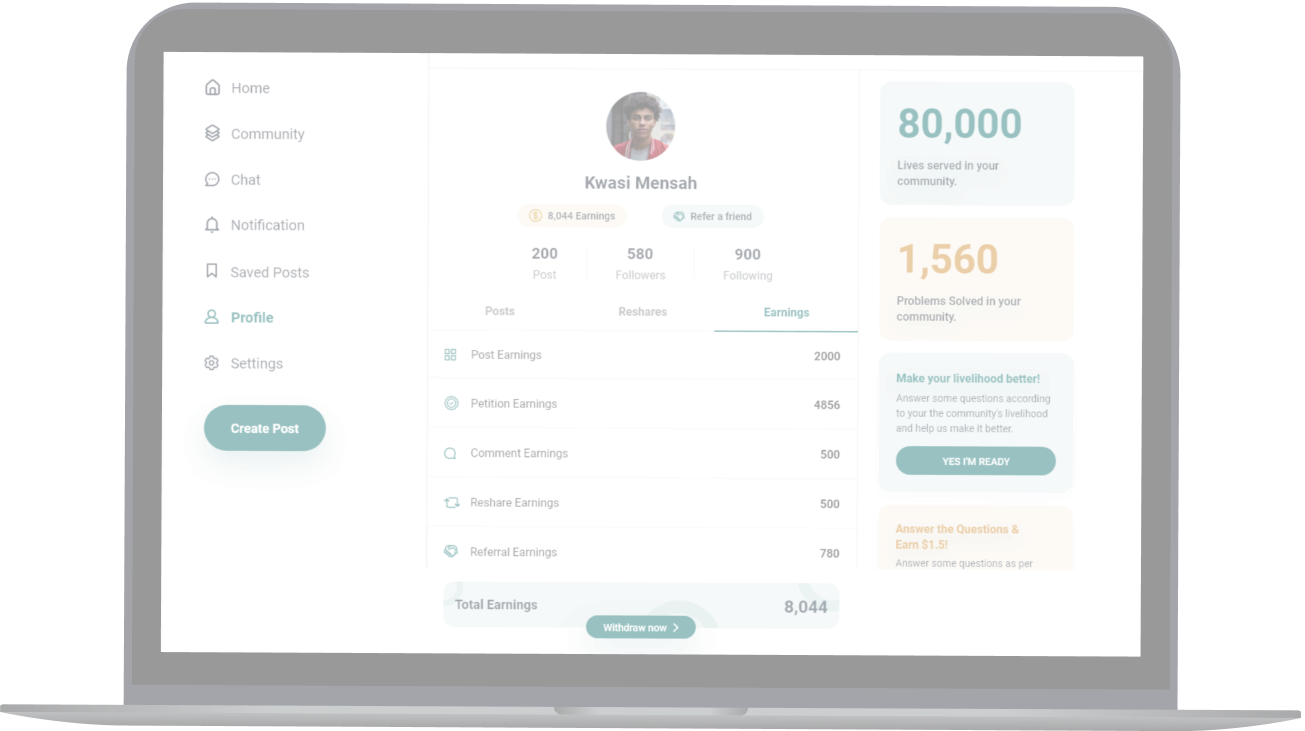 Home
Community
Chat
Notification
Saved Posts
Profile
Settings
Create Post
Kwasi Mensah
8,044 Earnings
Refer a friend
200
Post
580
Followers
900
Following
Posts
Reshares
Earnings
Post Earnings
2000
Petition Earnings
4856
Comment Earnings
500
Reshare Earnings
500
Referral Earnings
780
Total Earnings
8,044
Withdraw now
80,000
Lives served in your
community.
1,560
Problems Solved in your
community.
Make your livelihood better!
Answer some questions according
to your the community's livelihood
and help us make it better.
YES I'M READY
Answer the Questions &
Earn $1.5!
Answer some questions as per